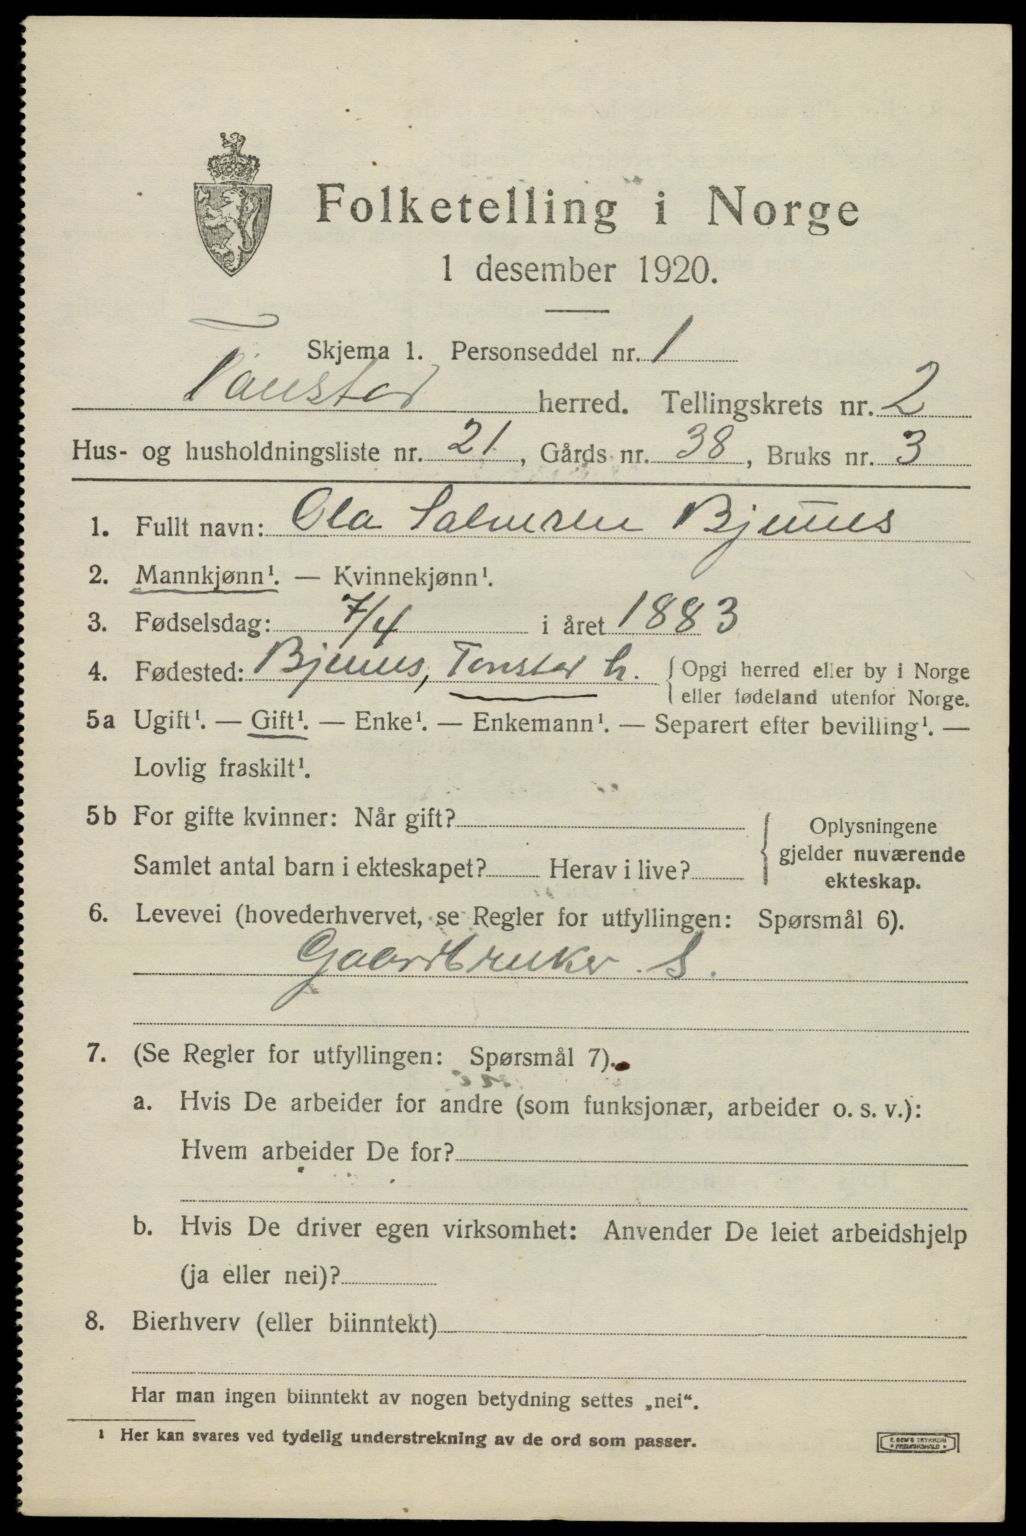 Folketelling i Norge
1 desember 1920.
Skjema 1. Personseddel nr. 1
Tonstad herred. Tellingskrets nr. 2
Hus- og husholdningsliste nr. 21, Gårds nr. 38, Bruks nr. 3
1. Fullt navn: Ola Salmesen Bjunes
2. Mannkjønn¹. — Kvinnekjønn¹.
3. Fødselsdag: 7/4 i året 1883
4. Fødested: Bjunes, Tonstad h. { Opgi herred eller by i Norge
eller fødeland utenfor Norge.
5a Ugift¹. — Gift¹. — Enke¹. — Enkemann¹. — Separert efter bevilling¹. —
Lovlig fraskilt¹.
5b For gifte kvinner: Når gift?
Samlet antal barn i ekteskapet? Herav i live?
{ Oplysningene
gjelder nuværende
ekteskap.
6. Levevei (hovederhvervet, se Regler for utfyllingen: Spørsmål 6).
Gaardbruker. S.
7. (Se Regler for utfyllingen: Spørsmål 7).
a. Hvis De arbeider for andre (som funksjonær, arbeider o. s. v.):
Hvem arbeider De for?
b. Hvis De driver egen virksomhet: Anvender De leiet arbeidshjelp
(ja eller nei)?
8. Bierhverv (eller biinntekt)
Har man ingen biinntekt av nogen betydning settes „nei“.
¹ Her kan svares ved tydelig understrekning av de ord som passer.